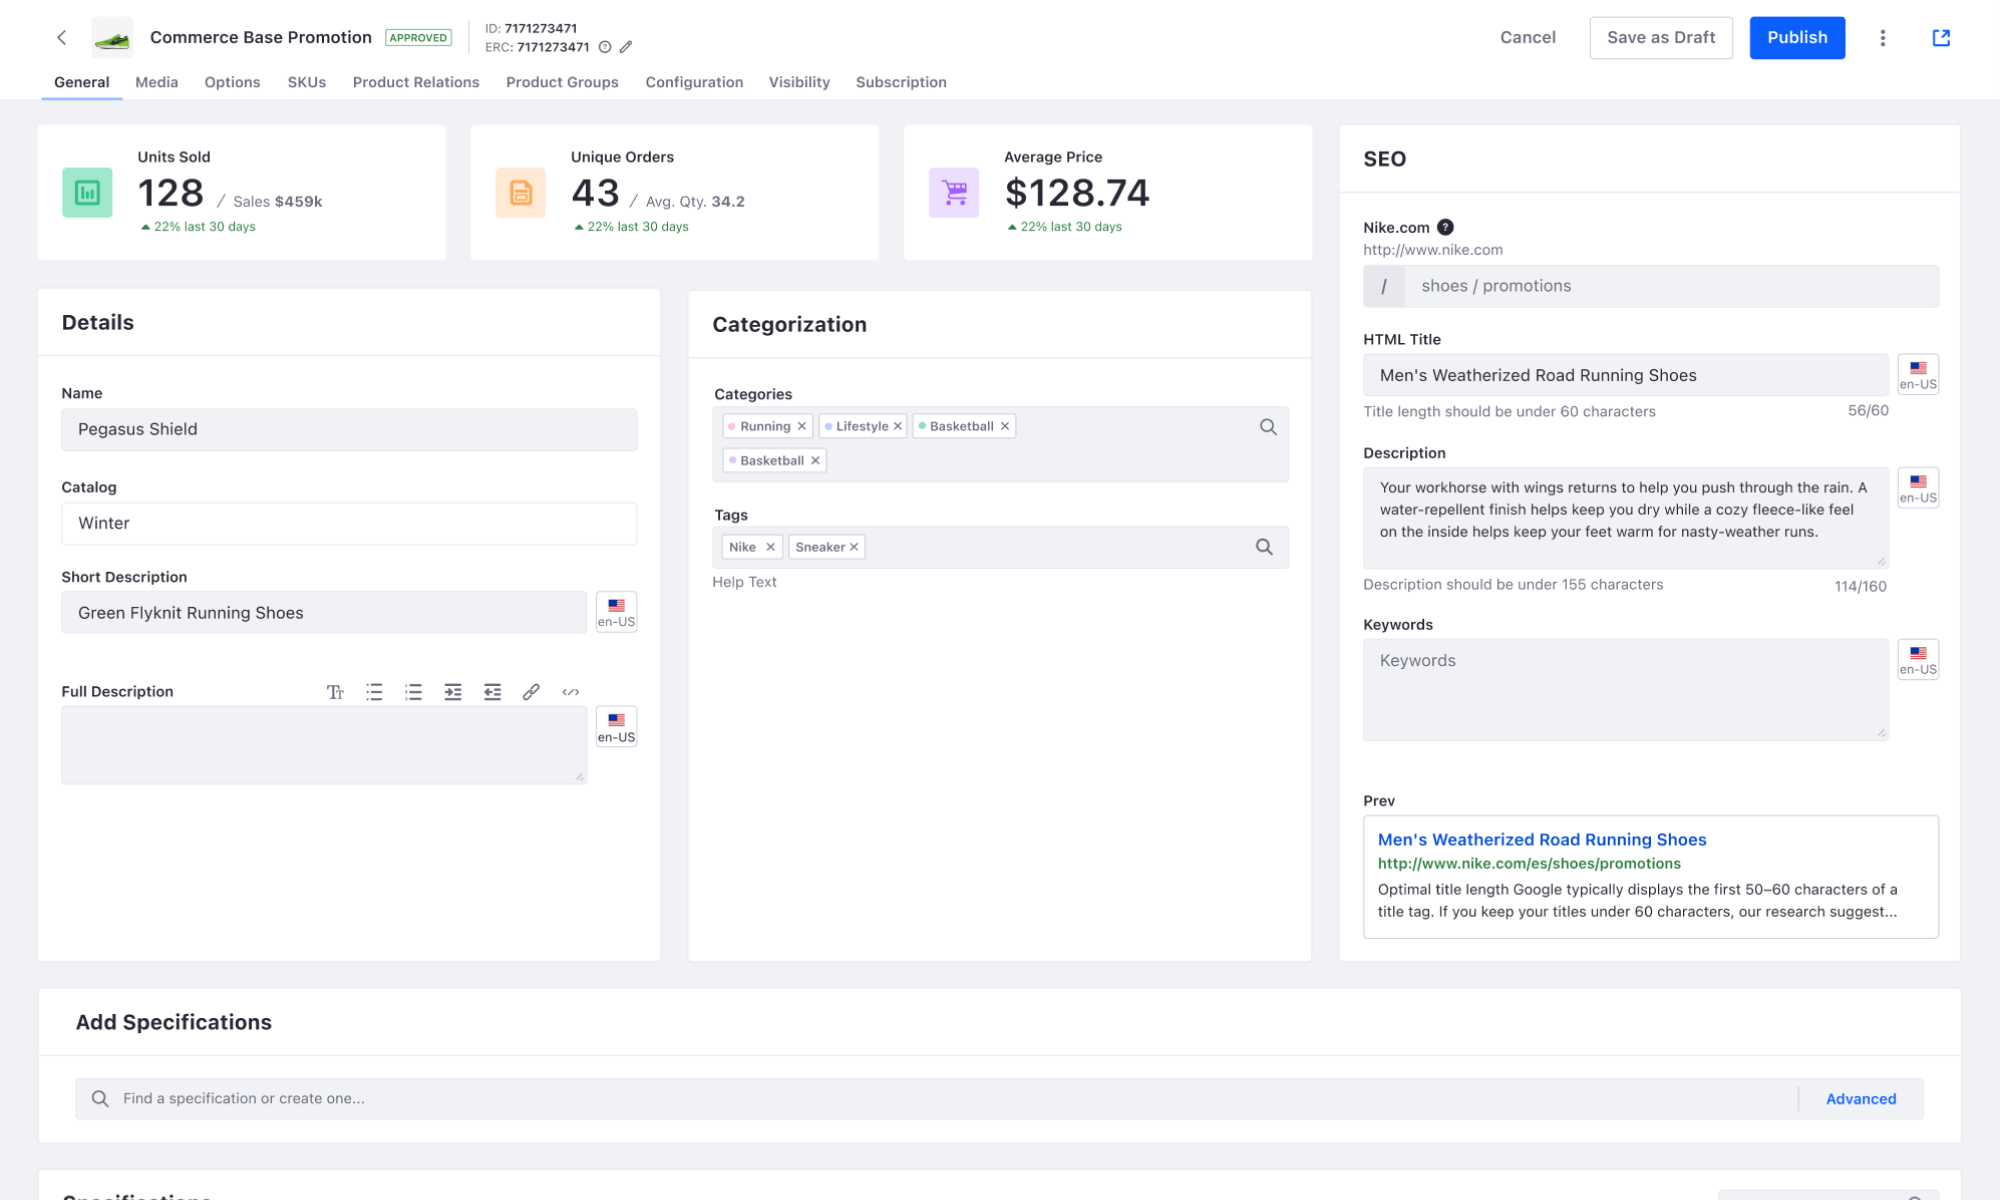 Commerce Base Promotion APPROVED
ID: 7171273471
ERC: 7171273471
Cancel
Save as Draft
Publish
General Media Options SKUs Product Relations Product Groups Configuration Visibility Subscription
Units Sold
128 / Sales $459k
22% last 30 days
Unique Orders
43 / Avg. Qty. 34.2
22% last 30 days
Average Price
$128.74
22% last 30 days
Details
Name
Pegasus Shield
Catalog
Winter
Short Description
Green Flyknit Running Shoes
en-US
Full Description
en-US
Categorization
Categories
Running Lifestyle Basketball
Basketball
Tags
Nike Sneaker
Help Text
SEO
Nike.com
http://www.nike.com
/ shoes / promotions
HTML Title
Men's Weatherized Road Running Shoes
en-US
Title length should be under 60 characters 56/60
Description
Your workhorse with wings returns to help you push through the rain. A
water-repellent finish helps keep you dry while a cozy fleece-like feel
on the inside helps keep your feet warm for nasty-weather runs.
en-US
Description should be under 155 characters 114/160
Keywords
Keywords
en-US
Prev
Men's Weatherized Road Running Shoes
http://www.nike.com/es/shoes/promotions
Optimal title length Google typically displays the first 50–60 characters of a
title tag. If you keep your titles under 60 characters, our research suggest...
Add Specifications
Find a specification or create one...
Advanced
Specifications